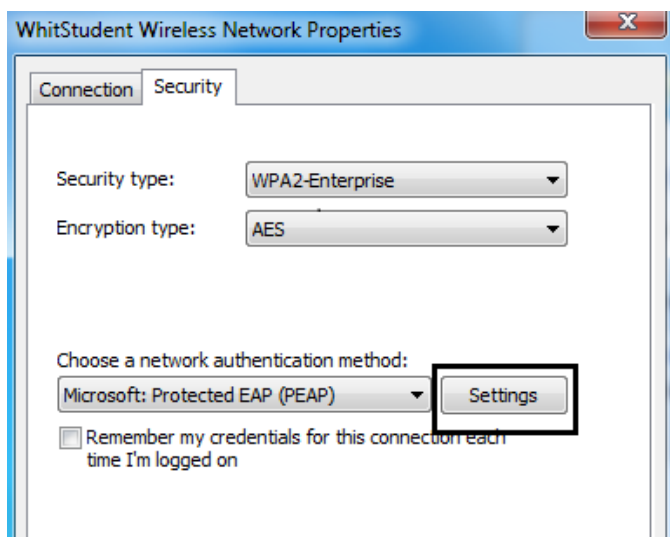 WhitStudent Wireless Network Properties
Connection Security
Security type: WPA2-Enterprise
Encryption type: AES
Choose a network authentication method:
Microsoft: Protected EAP (PEAP) Settings
Remember my credentials for this connection each
time I'm logged on